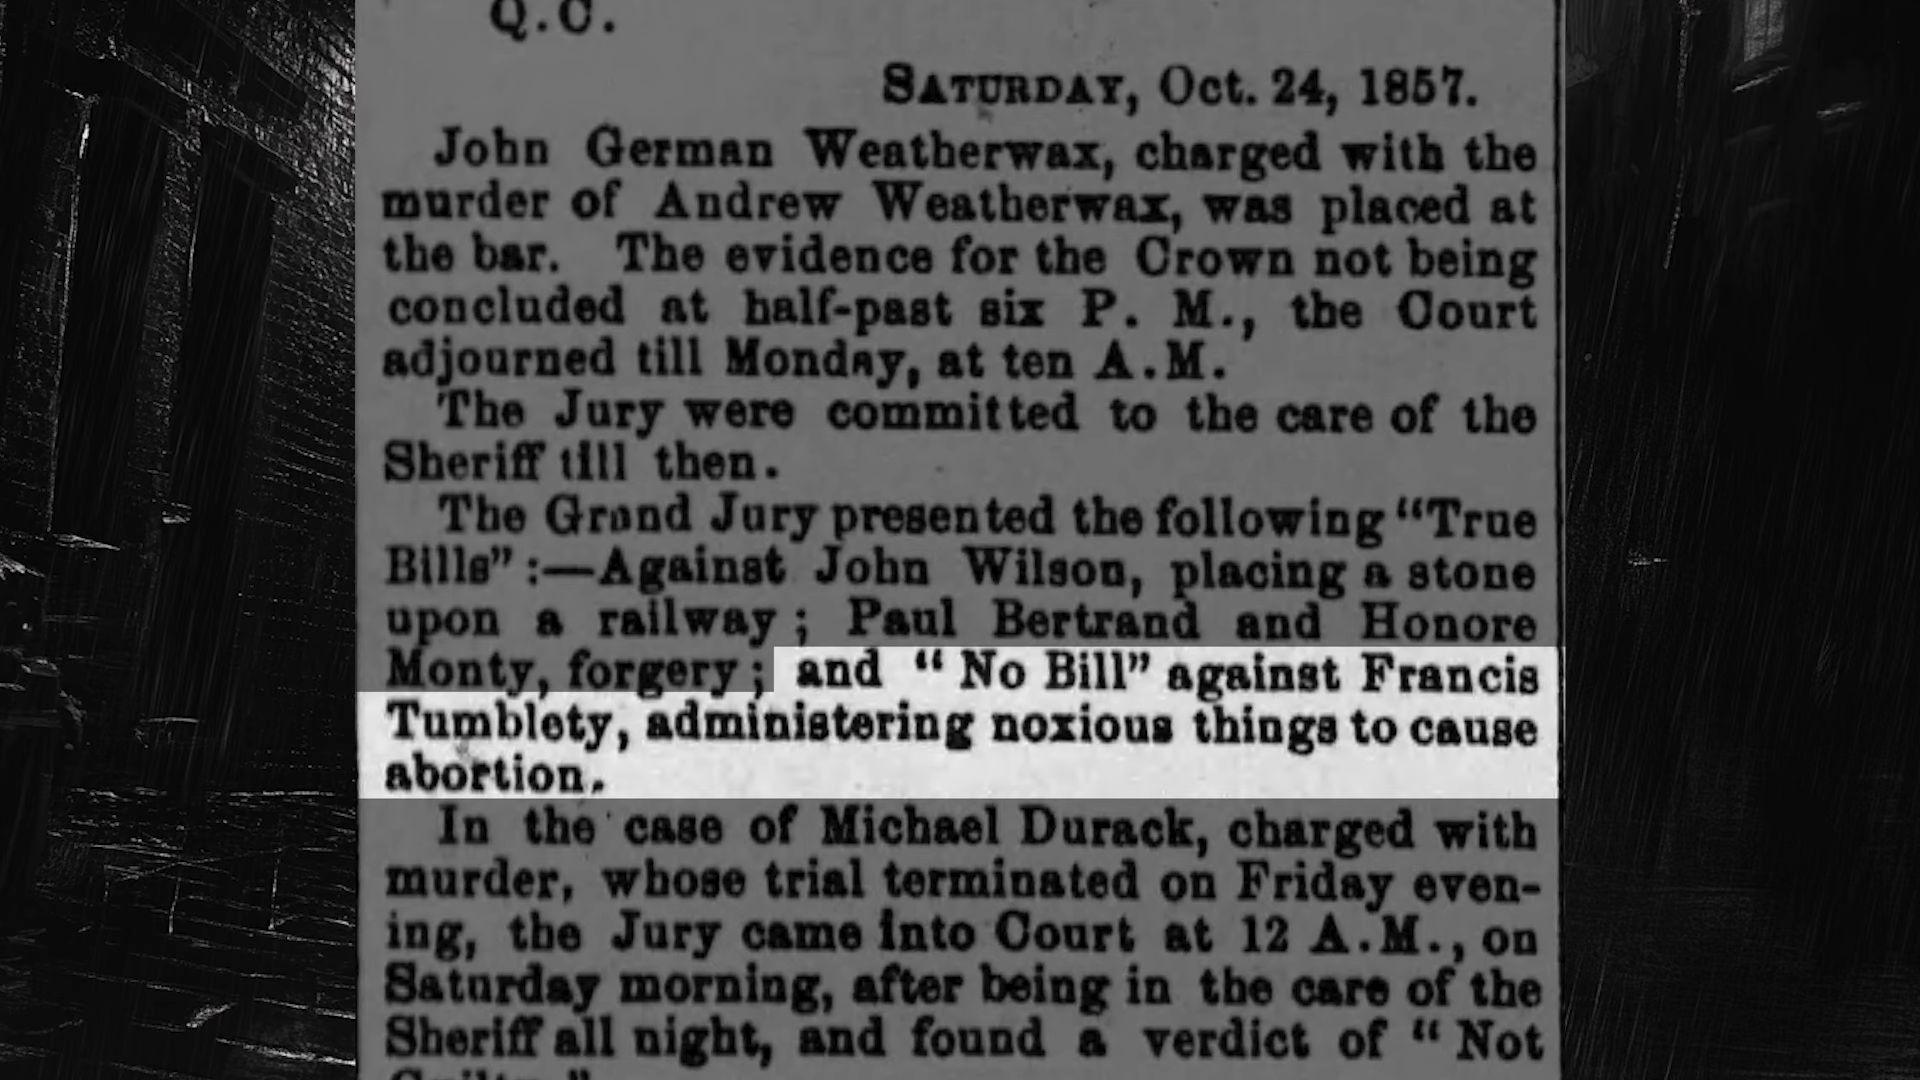 Q.C.
SATURDAY, Oct. 24, 1857.
John German Weatherwax, charged with the
murder of Andrew Weatherwax, was placed at
the bar. The evidence for the Crown not being
concluded at half-past six P. M., the Court
adjourned till Monday, at ten A.M.
The Jury were committed to the care of the
Sheriff till then.
The Grand Jury presented the following “True
Bills” :—Against John Wilson, placing a stone
upon a railway ; Paul Bertrand and Honore
Monty, forgery ; and “ No Bill” against Francis
Tumblety, administering noxious things to cause
abortion.
In the case of Michael Durack, charged with
murder, whose trial terminated on Friday even-
ing, the Jury came into Court at 12 A.M., on
Saturday morning, after being in the care of the
Sheriff all night, and found a verdict of “ Not